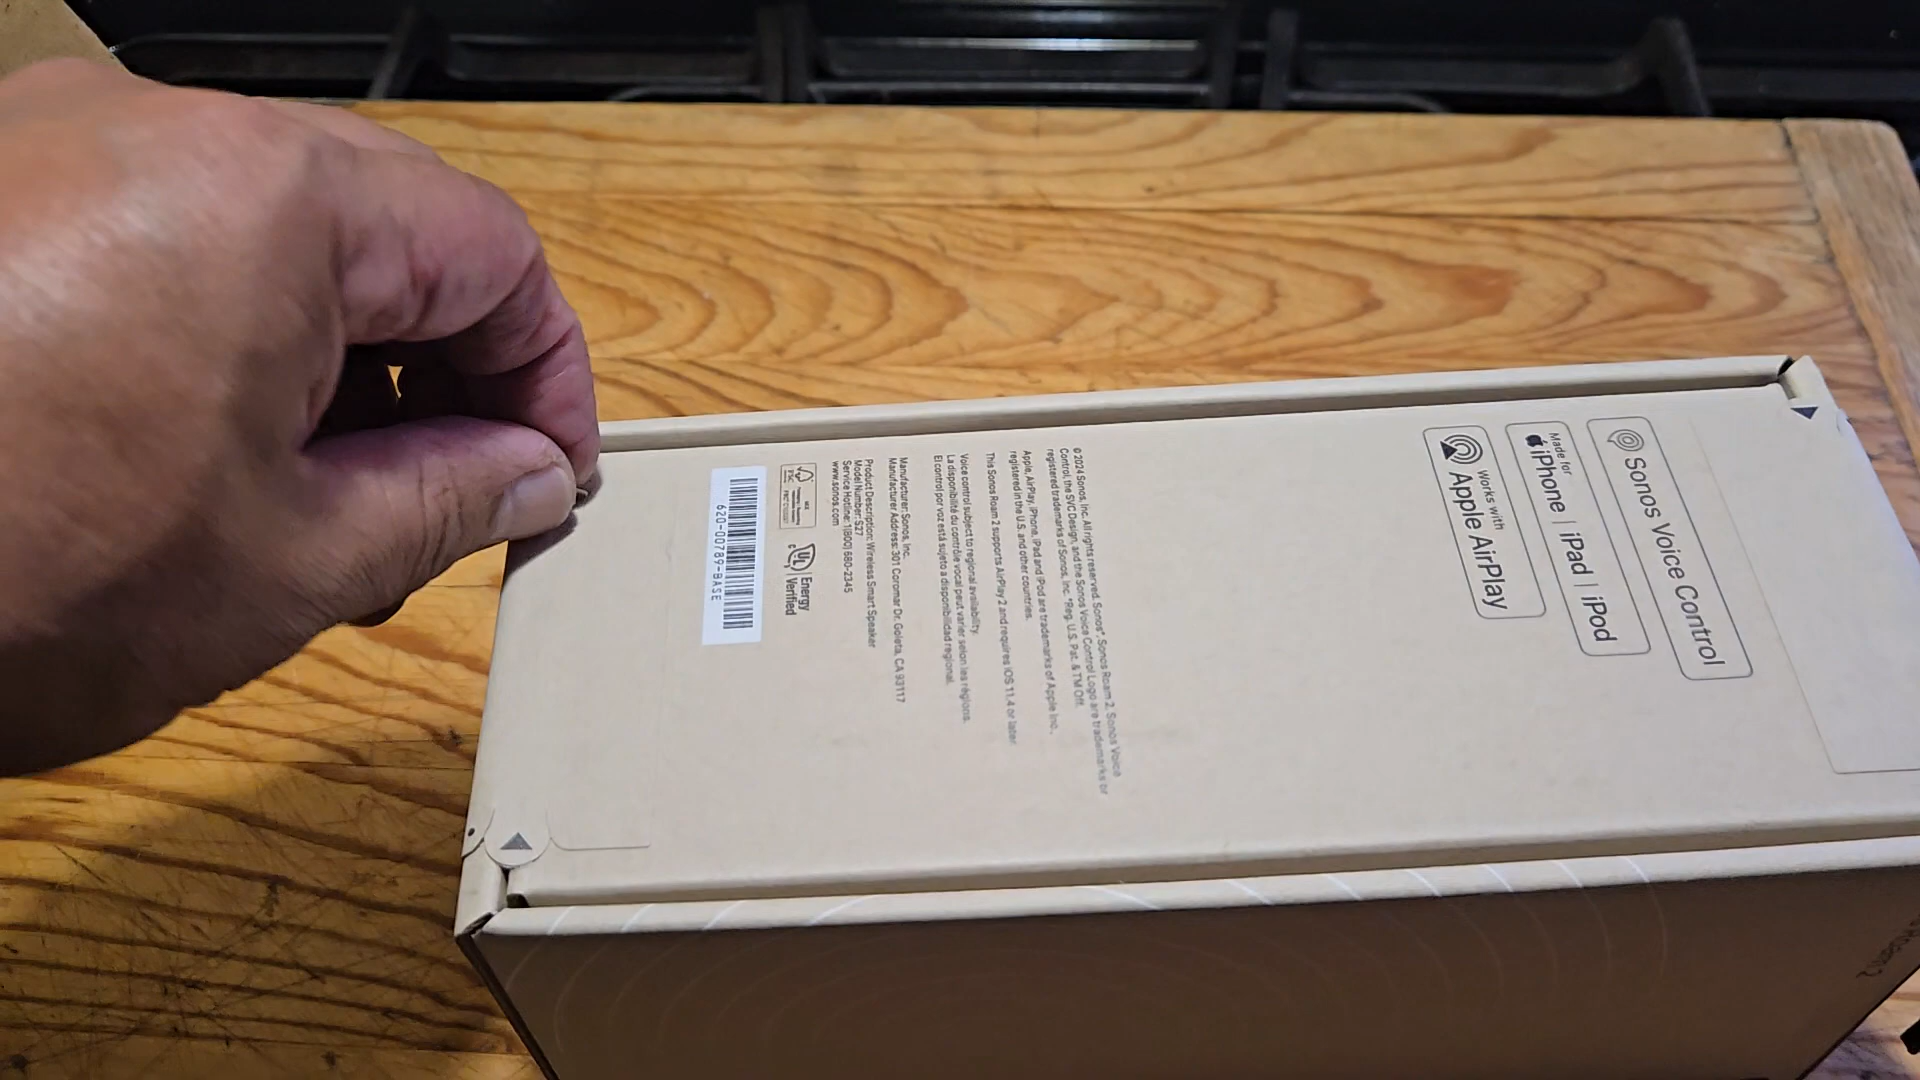 Sonos Voice Control
Made for
iPhone | iPad | iPod
Works with
Apple AirPlay
© 2024 Sonos, Inc. All rights reserved. Sonos®, Sonos Roam 2, Sonos Voice
Control, the SVC Design, and the Sonos Voice Control Logo are trademarks or
registered trademarks of Sonos, Inc. ®Reg. U.S. Pat. & TM Off.
Apple, AirPlay, iPhone, iPad and iPod are trademarks of Apple Inc.,
registered in the U.S. and other countries.
This Sonos Roam 2 supports AirPlay 2 and requires iOS 11.4 or later
Voice control subject to regional availability.
La disponibilité du contrôle vocal peut varier selon les régions.
El control por voz está sujeto a disponibilidad regional.
Manufacturer: Sonos, Inc.
Manufacturer Address: 301 Coromar Dr. Goleta, CA 93117
Product Description: Wireless Smart Speaker
Model Number: S27
Service Hotline: 1(800) 680-2345
www.sonos.com
FSC
UL Energy
Verified
620-00789-BASE